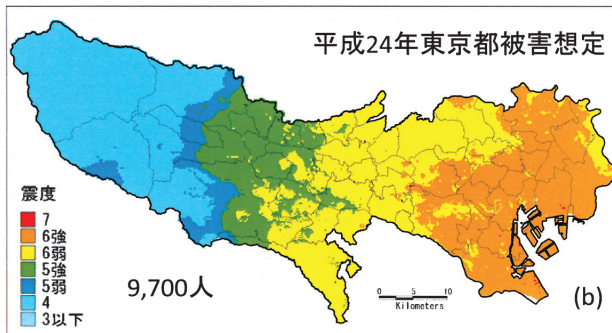 平成24年東京都被害想定
震度
7
6強
6弱
5強
5弱
4
3以下
9,700人
0 5 10
Kilometers
(b)